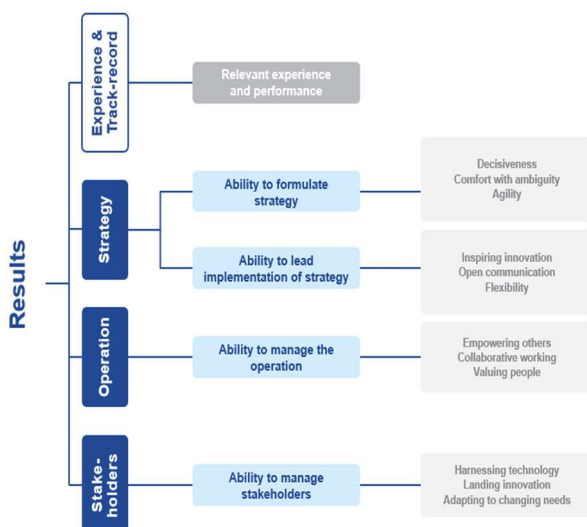 Results
Experience &
Track-record
Relevant experience
and performance
Strategy
Ability to formulate
strategy
Decisiveness
Comfort with ambiguity
Agility
Ability to lead
implementation of strategy
Inspiring innovation
Open communication
Flexibility
Operation
Ability to manage the
operation
Empowering others
Collaborative working
Valuing people
Stake-
holders
Ability to manage
stakeholders
Harnessing technology
Landing innovation
Adapting to changing needs